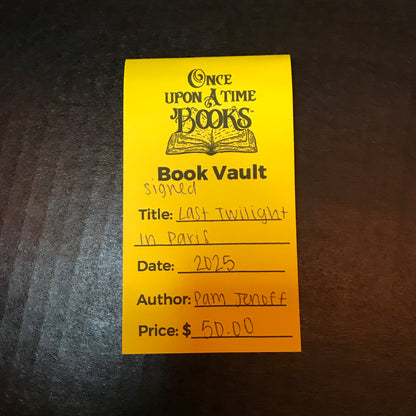 Once
upon A time
Books
Book Vault
signed
Title: Last Twilight
in Paris
Date: 2025
Author: Pam Jenoff
Price: $ 50.00